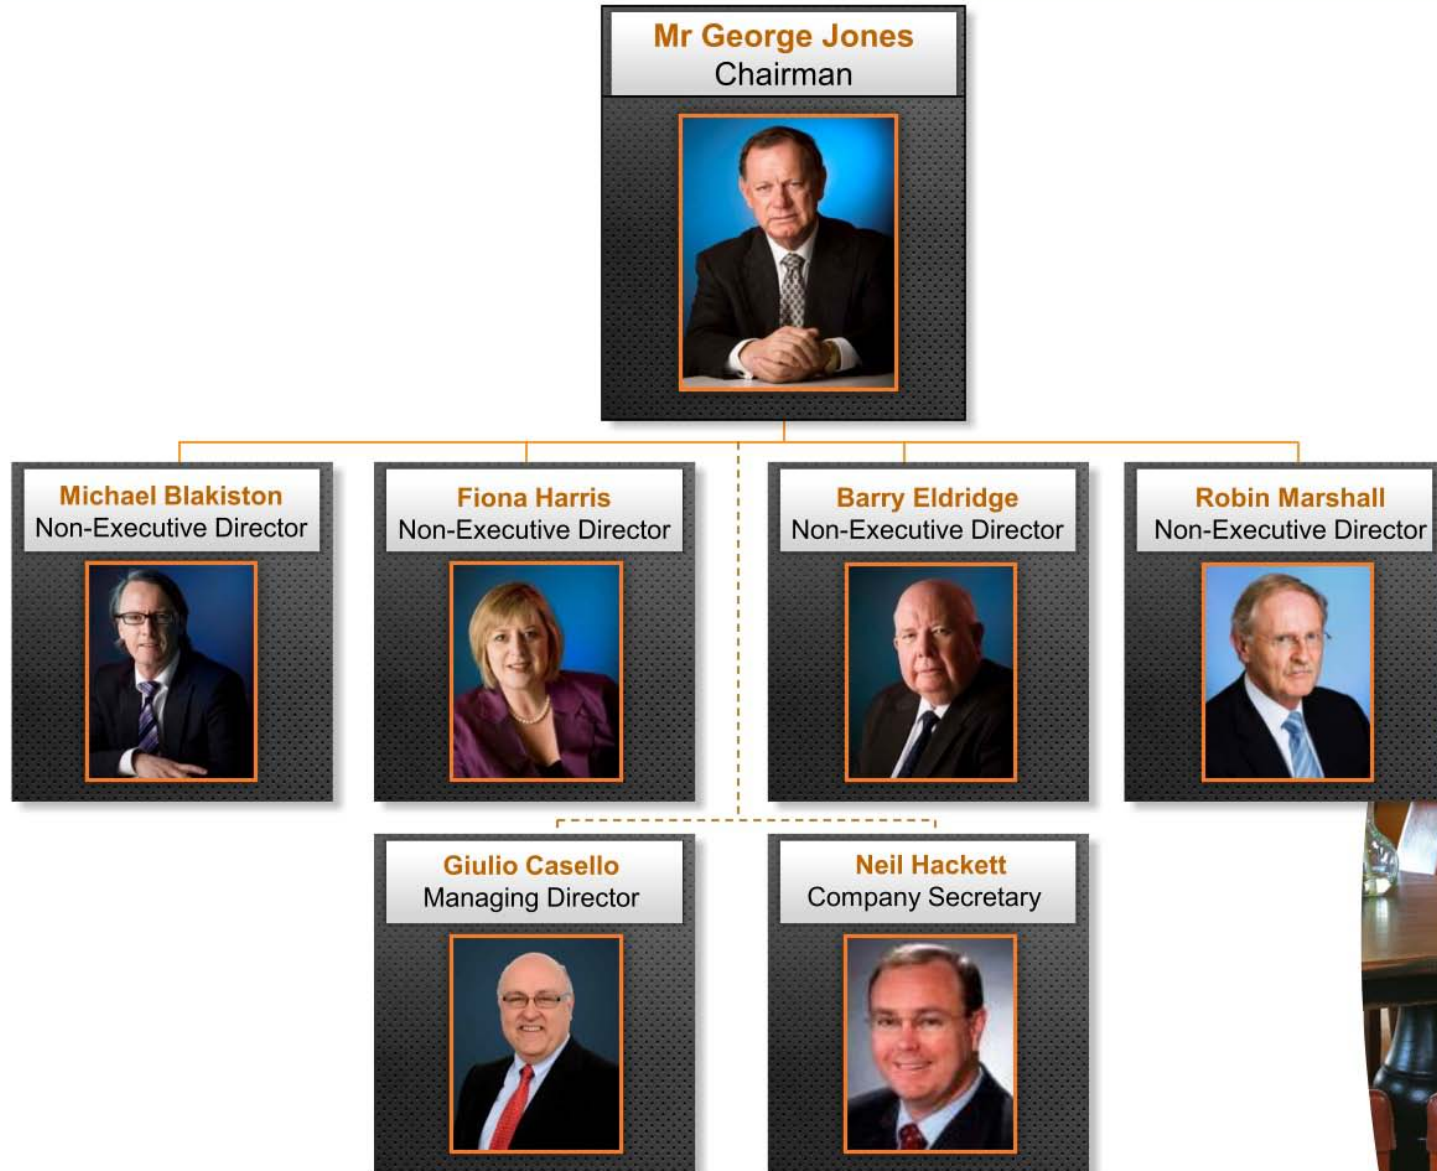 Mr George Jones
Chairman
Michael Blakiston
Non-Executive Director
Fiona Harris
Non-Executive Director
Barry Eldridge
Non-Executive Director
Robin Marshall
Non-Executive Director
Giulio Casello
Managing Director
Neil Hackett
Company Secretary